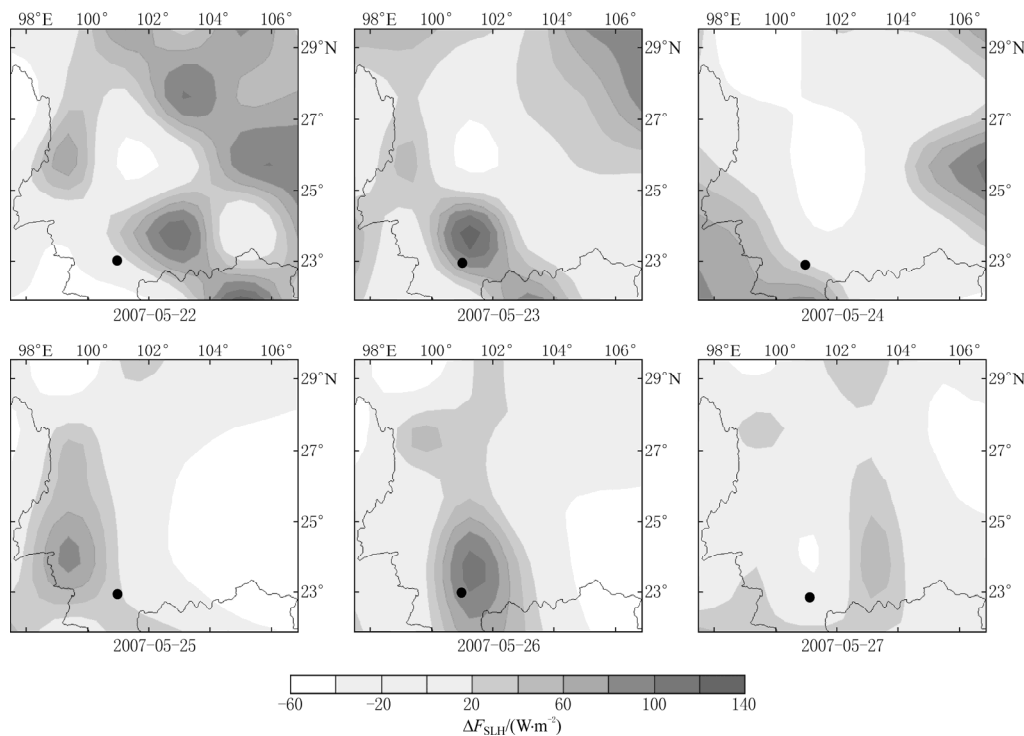 98°E 100° 102° 104° 106° 98°E 100° 102° 104° 106° 98°E 100° 102° 104° 106°
29°N 29°N 29°N
27° 27° 27°
25° 25° 25°
23° 23° 23°
2007-05-22 2007-05-23 2007-05-24
98°E 100° 102° 104° 106° 98°E 100° 102° 104° 106° 98°E 100° 102° 104° 106°
29°N 29°N 29°N
27° 27° 27°
25° 25° 25°
23° 23° 23°
2007-05-25 2007-05-26 2007-05-27
-60 -20 20 60 100 140
ΔF_SLH/(W·m⁻²)